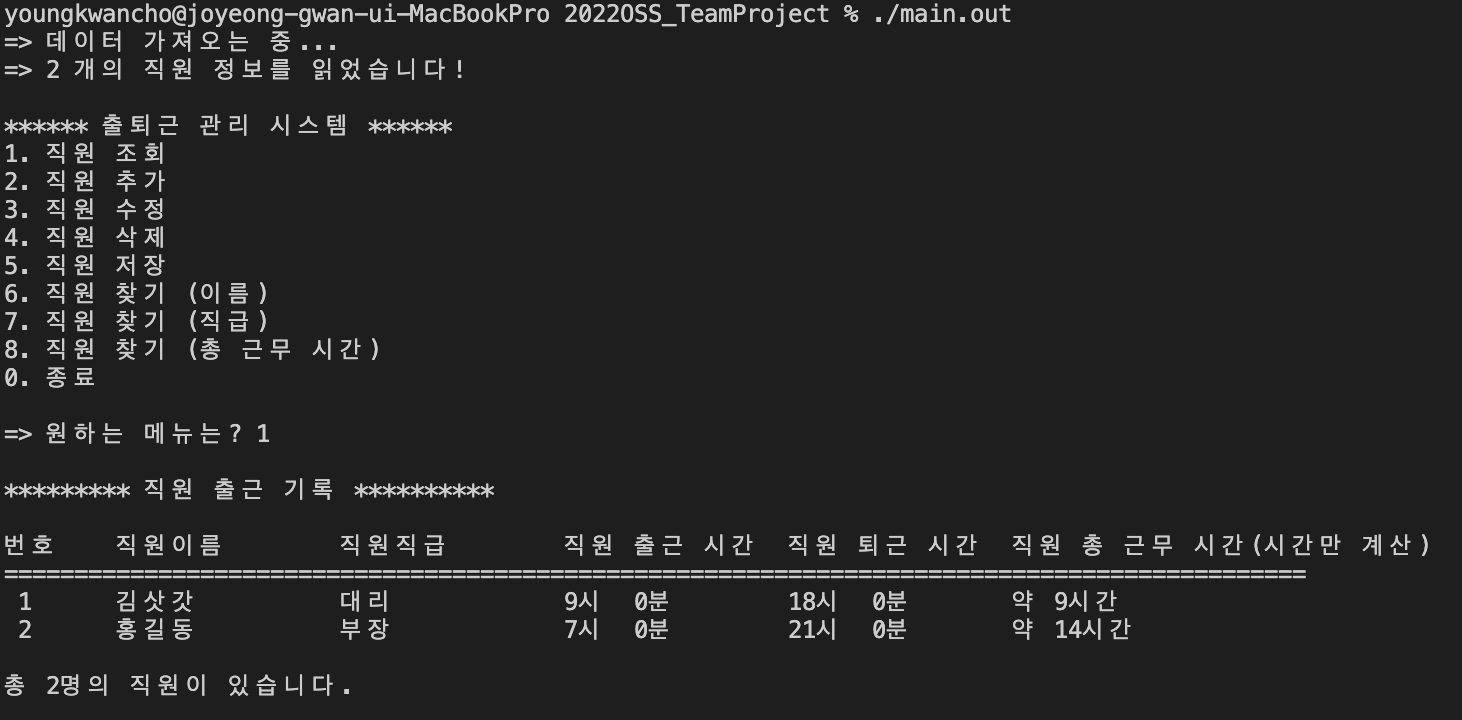 youngkwancho@joyeong-gwan-ui-MacBookPro 2022OSS_TeamProject % ./main.out
=> 데이터 가져오는 중...
=> 2 개의 직원 정보를 읽었습니다!
****** 출퇴근 관리 시스템 ******
1. 직원 조회
2. 직원 추가
3. 직원 수정
4. 직원 삭제
5. 직원 저장
6. 직원 찾기 (이름)
7. 직원 찾기 (직급)
8. 직원 찾기 (총 근무 시간)
0. 종료
=> 원하는 메뉴는? 1
********* 직원 출근 기록 **********
번호 직원이름 직원직급 직원 출근 시간 직원 퇴근 시간 직원 총 근무 시간(시간만 계산)
=============================================================================================
1 김삿갓 대리 9시 0분 18시 0분 약 9시간
2 홍길동 부장 7시 0분 21시 0분 약 14시간
총 2명의 직원이 있습니다.